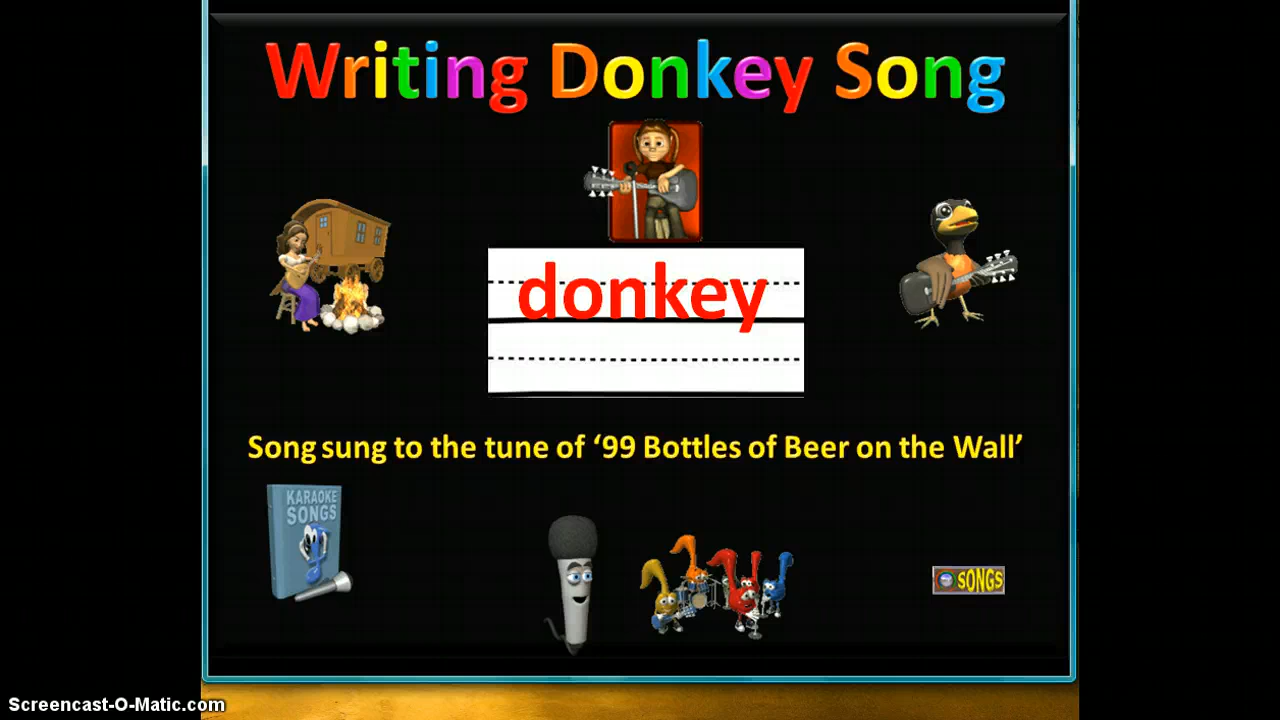 Writing Donkey Song
donkey
Song sung to the tune of ‘99 Bottles of Beer on the Wall’
KARAOKE
SONGS
SONGS
Screencast-O-Matic.com